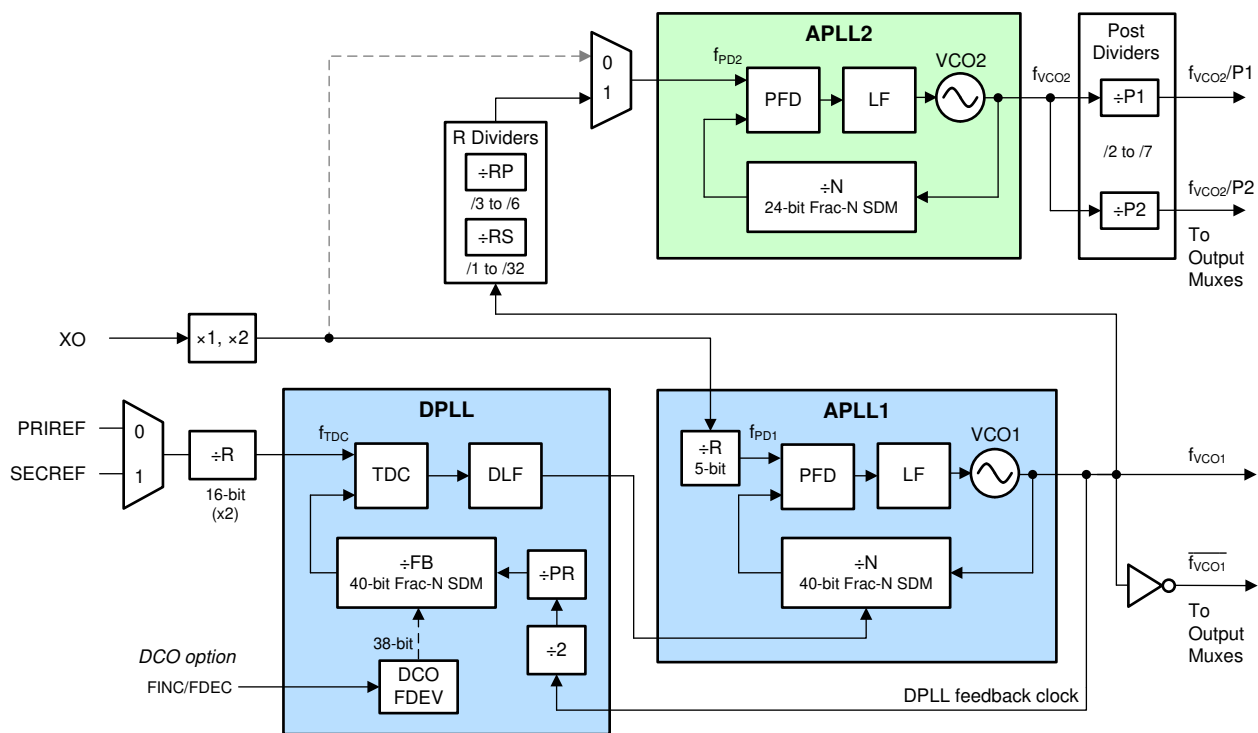 APLL2
Post
Dividers
0
1
f_PD2
VCO2
f_VCO2
PFD
LF
÷P1
f_VCO2/P1
R Dividers
÷RP
/3 to /6
÷RS
/1 to /32
÷N
24-bit Frac-N SDM
/2 to /7
÷P2
f_VCO2/P2
To
Output
Muxes
XO
×1, ×2
DPLL
APLL1
PRIREF
SECREF
0
1
÷R
16-bit
(x2)
f_TDC
TDC
DLF
÷R
5-bit
f_PD1
PFD
LF
VCO1
f_VCO1
÷FB
40-bit Frac-N SDM
÷PR
÷2
÷N
40-bit Frac-N SDM
f_VCO1
To
Output
Muxes
38-bit
DCO option
FINC/FDEC
DCO
FDEV
DPLL feedback clock